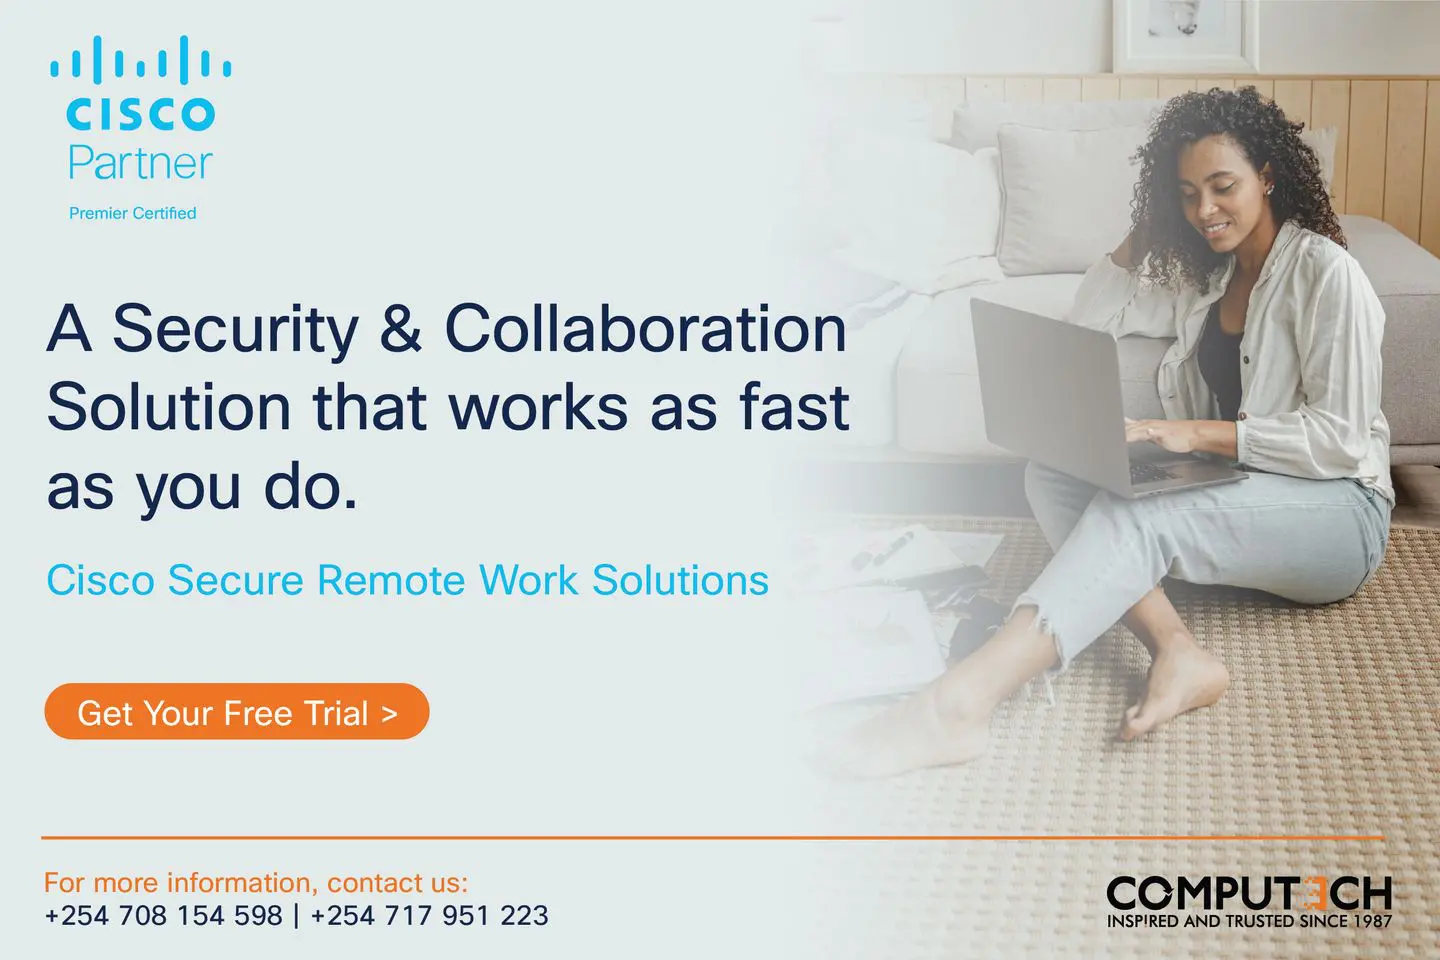 CISCO
Partner
Premier Certified
A Security & Collaboration
Solution that works as fast
as you do.
Cisco Secure Remote Work Solutions
Get Your Free Trial >
For more information, contact us:
+254 708 154 598 | +254 717 951 223
COMPUTECH
INSPIRED AND TRUSTED SINCE 1987